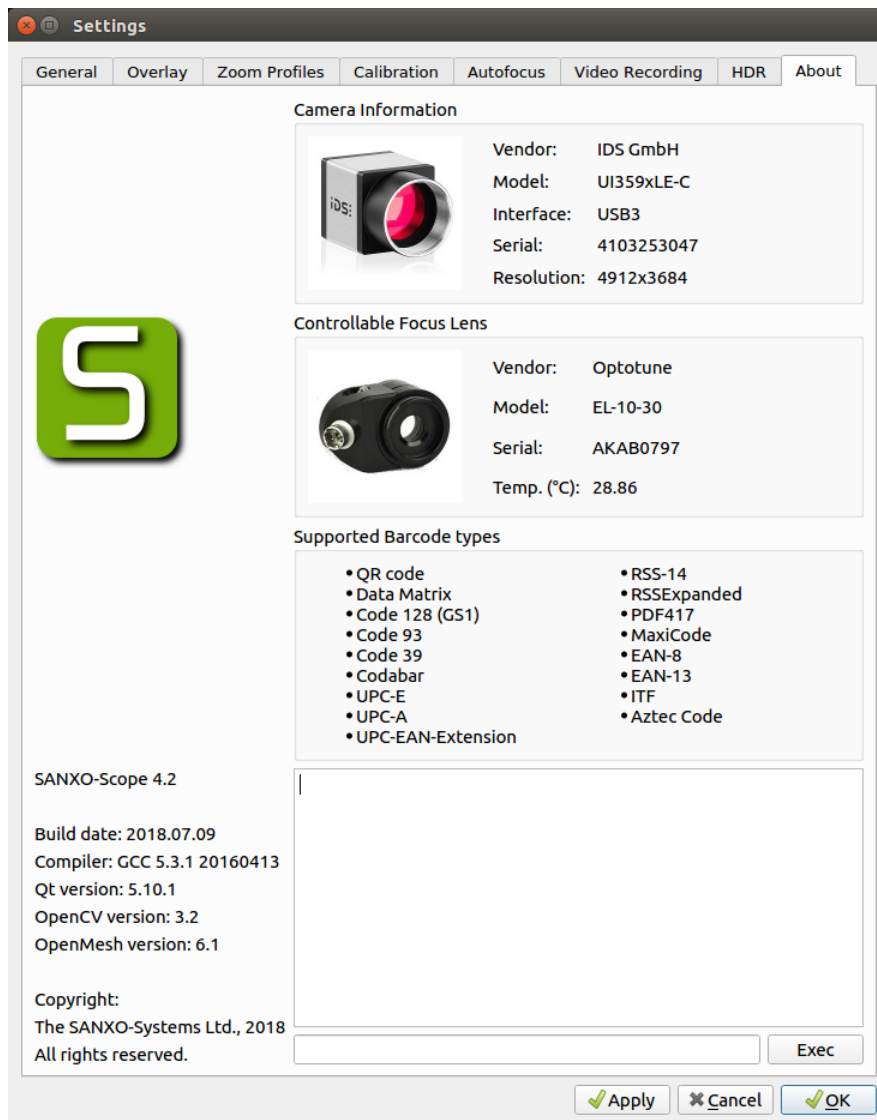 Settings
General Overlay Zoom Profiles Calibration Autofocus Video Recording HDR About
Camera Information
iDS:
Vendor: IDS GmbH
Model: UI359xLE-C
Interface: USB3
Serial: 4103253047
Resolution: 4912x3684
Controllable Focus Lens
Vendor: Optotune
Model: EL-10-30
Serial: AKAB0797
Temp. (°C): 28.86
S
Supported Barcode types
• QR code
• Data Matrix
• Code 128 (GS1)
• Code 93
• Code 39
• Codabar
• UPC-E
• UPC-A
• UPC-EAN-Extension
• RSS-14
• RSSExpanded
• PDF417
• MaxiCode
• EAN-8
• EAN-13
• ITF
• Aztec Code
SANXO-Scope 4.2
Build date: 2018.07.09
Compiler: GCC 5.3.1 20160413
Qt version: 5.10.1
OpenCV version: 3.2
OpenMesh version: 6.1
Copyright:
The SANXO-Systems Ltd., 2018
All rights reserved.
Exec
Apply Cancel OK